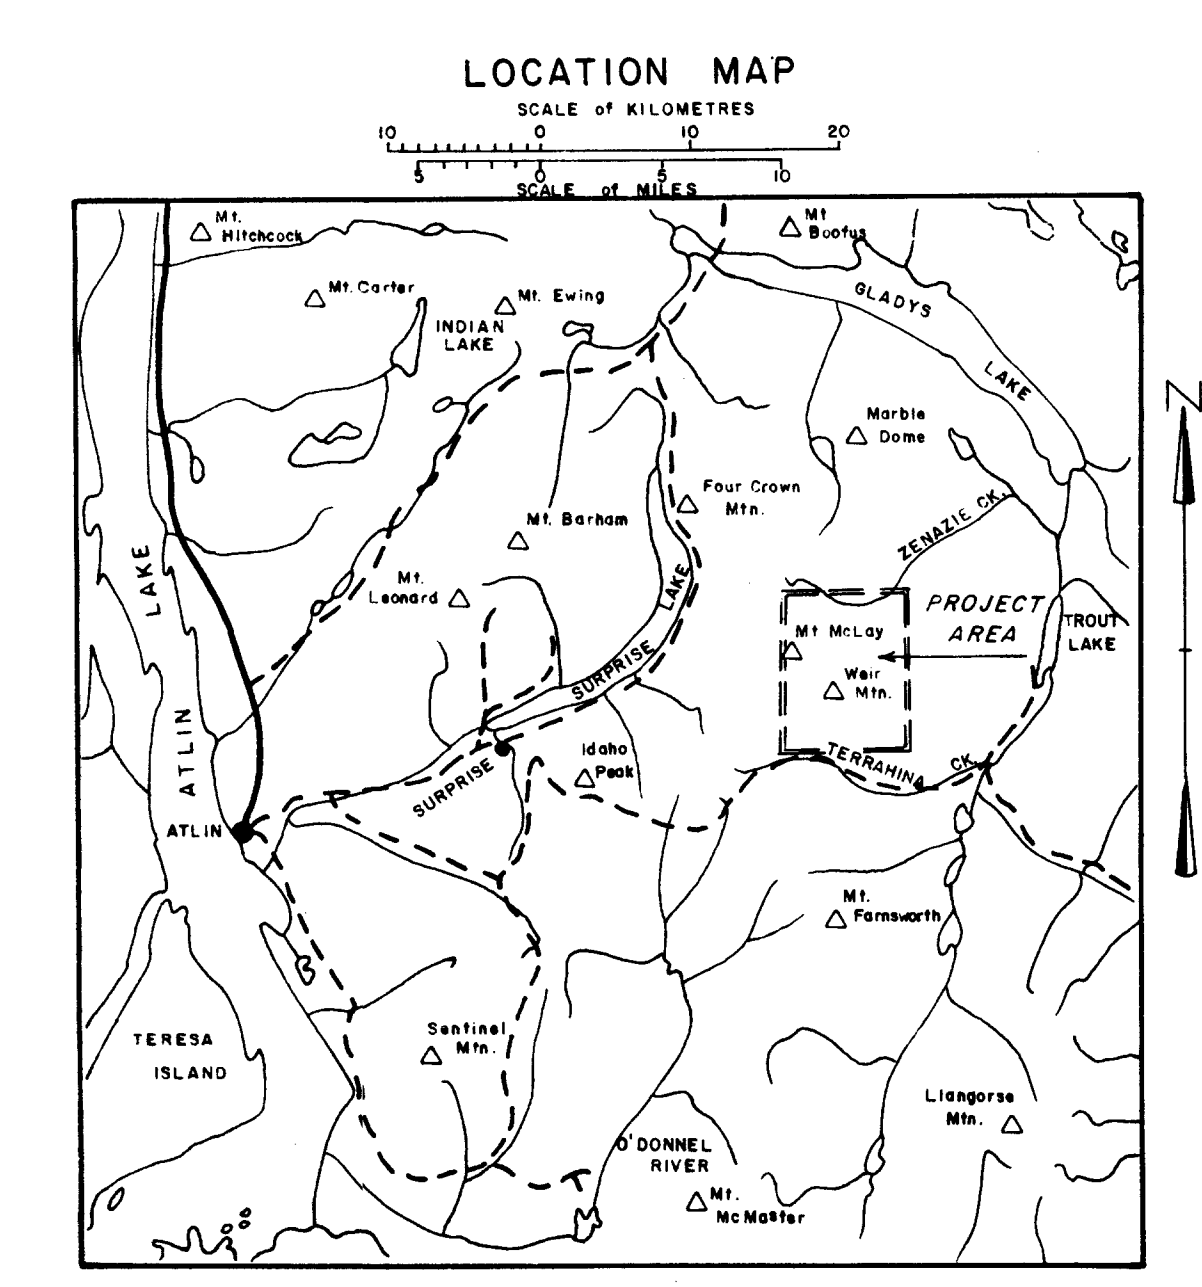 LOCATION MAP
SCALE of KILOMETRES
10 0 10 20
5 0 5 10
SCALE of MILES
Mt.
Hitchcock
Mt
Boofus
Mt. Carter
Mt. Ewing
GLADYS
LAKE
INDIAN
LAKE
N
Marble
Dome
Four Crown
Mtn.
ZENAZIE CK.
Mt. Barham
LAKE
ATLIN
Mt.
Leonard
SURPRISE
LAKE
PROJECT
AREA
TROUT
LAKE
Mt McLay
Weir
Mtn.
Idaho
Peak
TERRAHINA CK.
SURPRISE
ATLIN
Mt.
Farnsworth
TERESA
ISLAND
Sentinel
Mtn.
Llangorse
Mtn.
O'DONNEL
RIVER
Mt.
McMaster